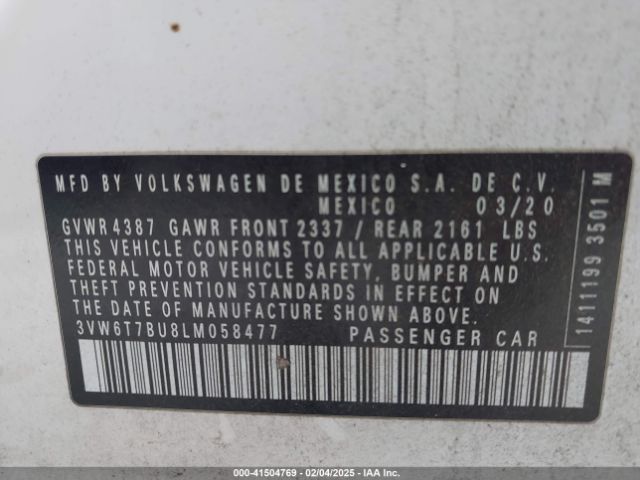 MFD BY VOLKSWAGEN DE MEXICO S.A. DE C.V.
MEXICO 03/20
GVWR 4387 GAWR FRONT 2337 / REAR 2161 LBS
THIS VEHICLE CONFORMS TO ALL APPLICABLE U.S.
FEDERAL MOTOR VEHICLE SAFETY, BUMPER AND
THEFT PREVENTION STANDARDS IN EFFECT ON
THE DATE OF MANUFACTURE SHOWN ABOVE.
3VW6T7BU8LM058477 PASSENGER CAR
1411199 3501 M
000-41504769 - 02/04/2025 - IAA Inc.